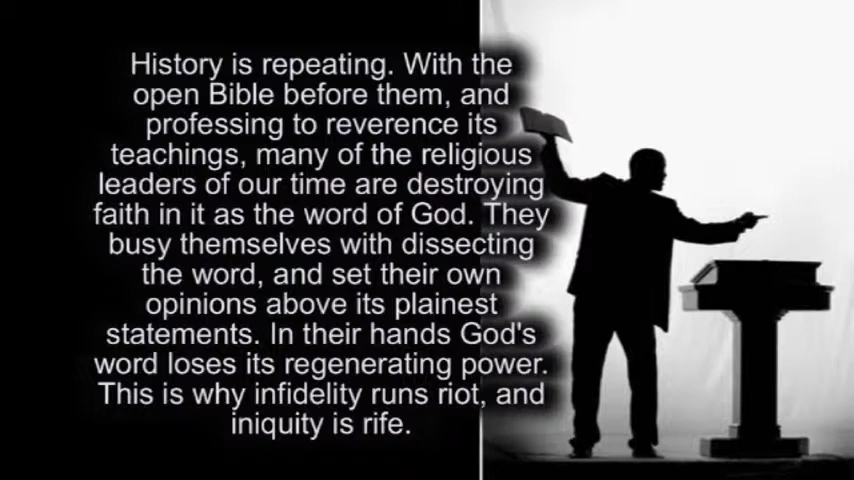 History is repeating. With the
open Bible before them, and
professing to reverence its
teachings, many of the religious
leaders of our time are destroying
faith in it as the word of God. They
busy themselves with dissecting
the word, and set their own
opinions above its plainest
statements. In their hands God's
word loses its regenerating power.
This is why infidelity runs riot, and
iniquity is rife.